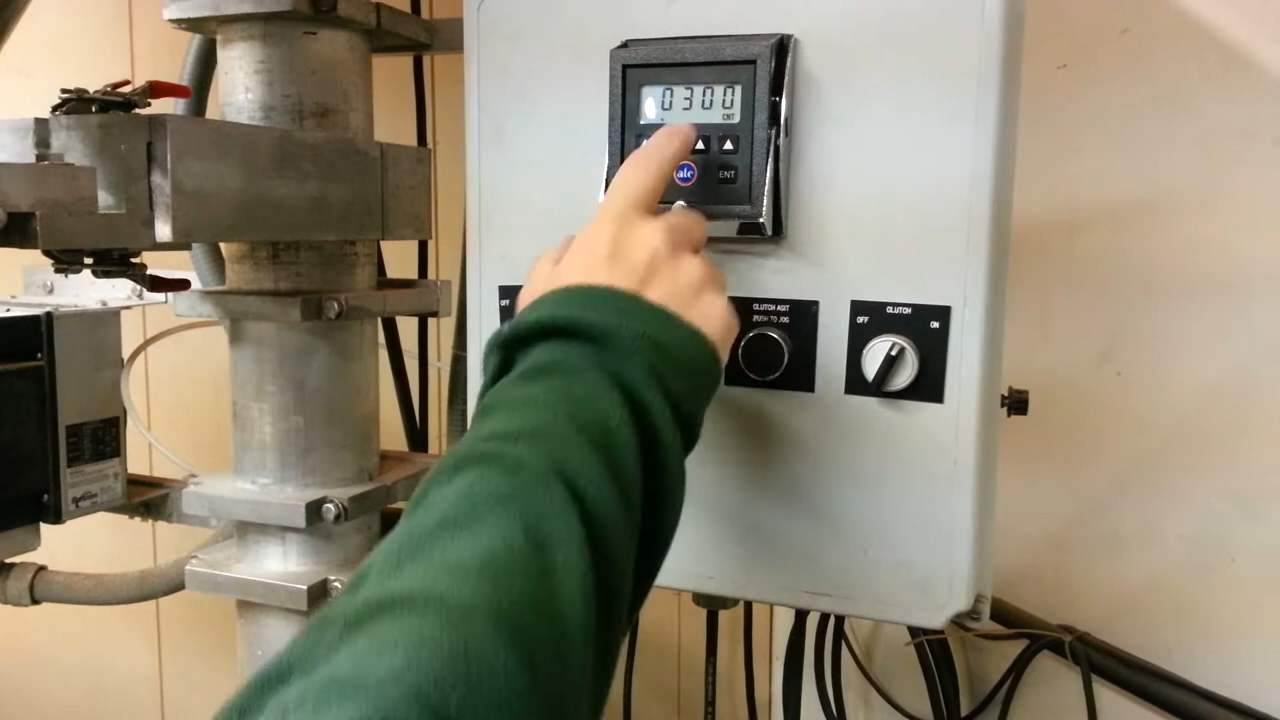 0300
CNT
atc
ENT
OFF
CLUTCH AGIT
PUSH TO JOG
CLUTCH
OFF
ON